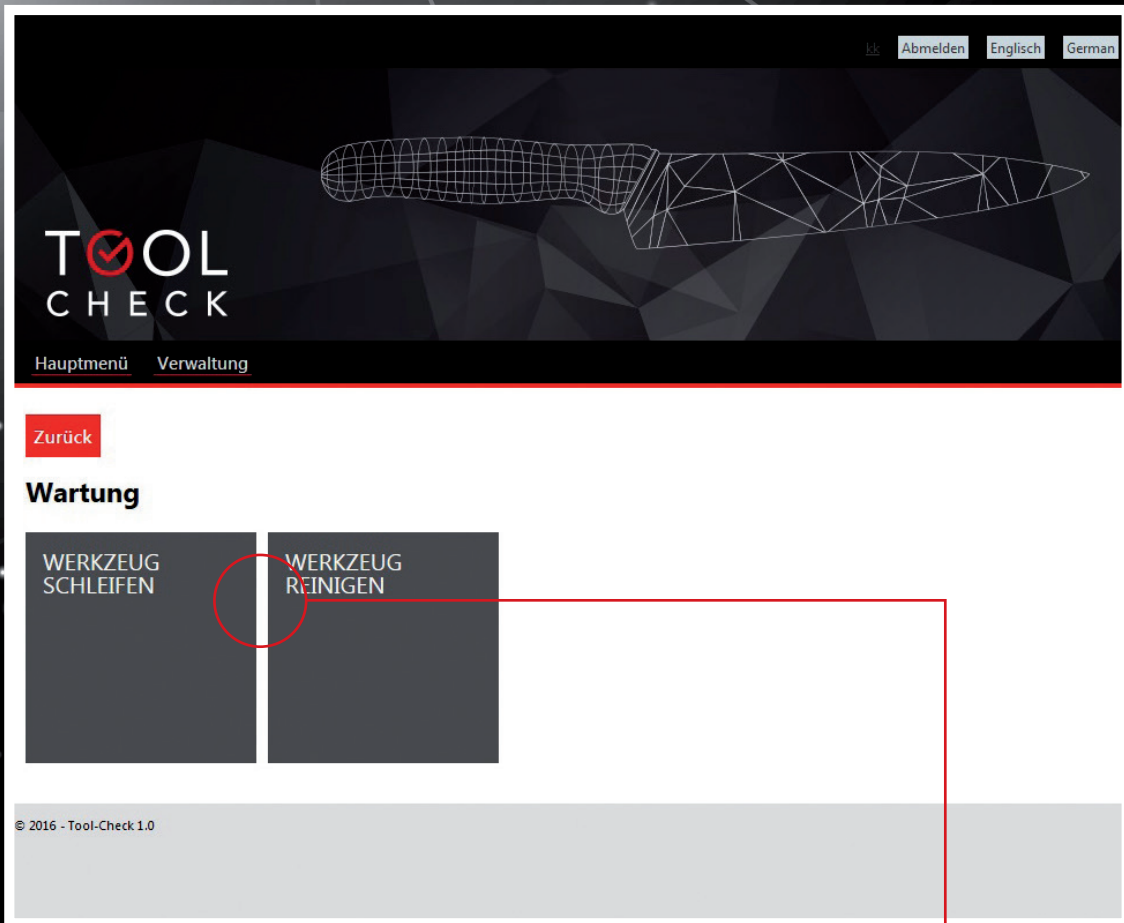 kk Abmelden Englisch German
TOOL
CHECK
Hauptmenü Verwaltung
Zurück
Wartung
WERKZEUG
SCHLEIFEN
WERKZEUG
REINIGEN
© 2016 - Tool-Check 1.0